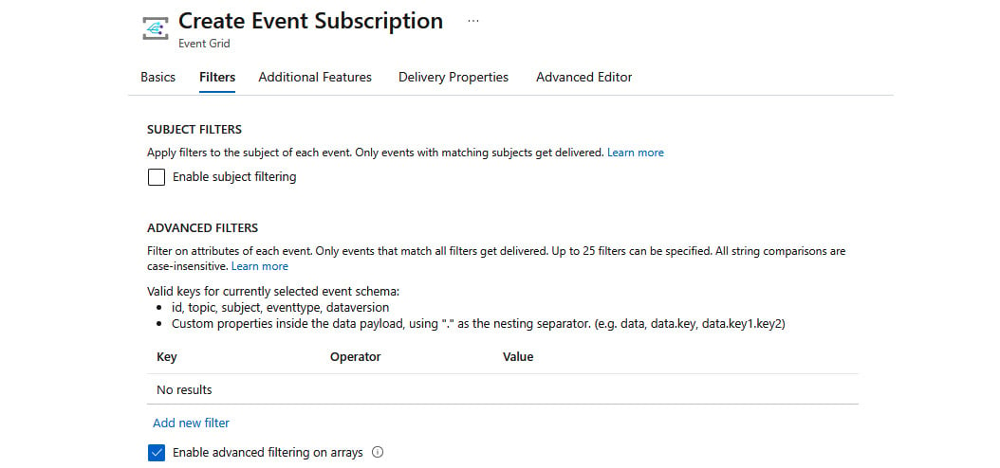 Create Event Subscription ...
Event Grid
Basics Filters Additional Features Delivery Properties Advanced Editor
SUBJECT FILTERS
Apply filters to the subject of each event. Only events with matching subjects get delivered. Learn more
Enable subject filtering
ADVANCED FILTERS
Filter on attributes of each event. Only events that match all filters get delivered. Up to 25 filters can be specified. All string comparisons are
case-insensitive. Learn more
Valid keys for currently selected event schema:
• id, topic, subject, eventtype, dataversion
• Custom properties inside the data payload, using "." as the nesting separator. (e.g. data, data.key, data.key1.key2)
Key Operator Value
No results
Add new filter
Enable advanced filtering on arrays